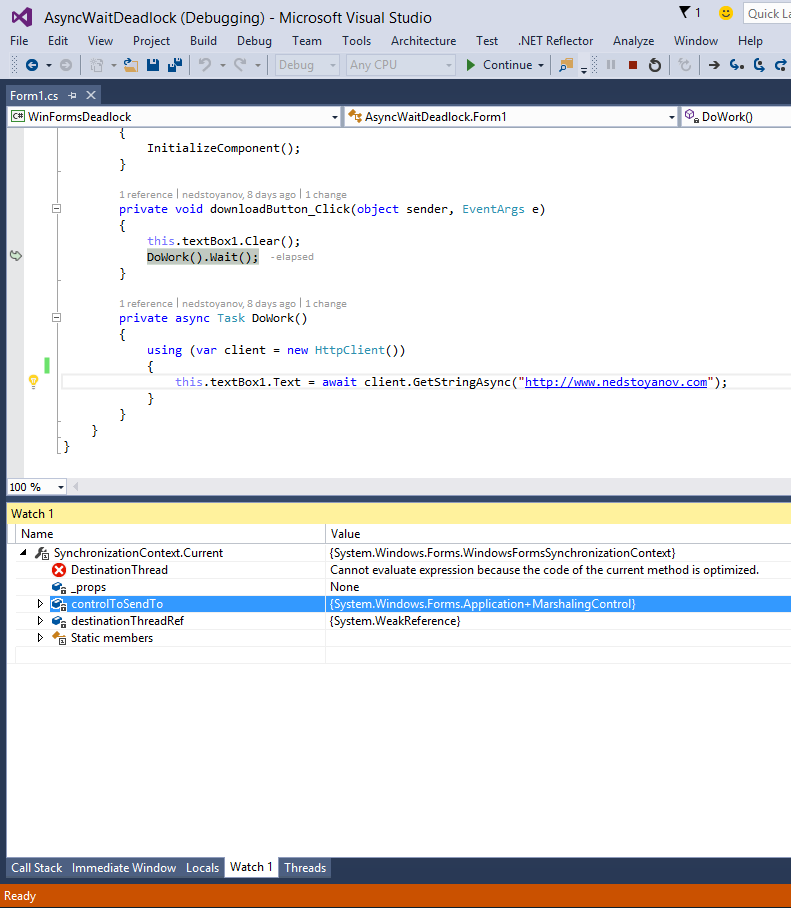 AsyncWaitDeadlock (Debugging) - Microsoft Visual Studio
1
Quick La
File Edit View Project Build Debug Team Tools Architecture Test .NET Reflector Analyze Window Help
Debug Any CPU Continue
Form1.cs
C# WinFormsDeadlock AsyncWaitDeadlock.Form1 DoWork()
{
InitializeComponent();
}
1 reference | nedstoyanov, 8 days ago | 1 change
private void downloadButton_Click(object sender, EventArgs e)
{
this.textBox1.Clear();
DoWork().Wait(); - elapsed
}
1 reference | nedstoyanov, 8 days ago | 1 change
private async Task DoWork()
{
using (var client = new HttpClient())
{
this.textBox1.Text = await client.GetStringAsync("http://www.nedstoyanov.com");
}
}
}
}
100 %
Watch 1
Name Value
SynchronizationContext.Current {System.Windows.Forms.WindowsFormsSynchronizationContext}
DestinationThread Cannot evaluate expression because the code of the current method is optimized.
_props None
controlToSendTo {System.Windows.Forms.Application+MarshalingControl}
destinationThreadRef {System.WeakReference}
Static members
Call Stack Immediate Window Locals Watch 1 Threads
Ready